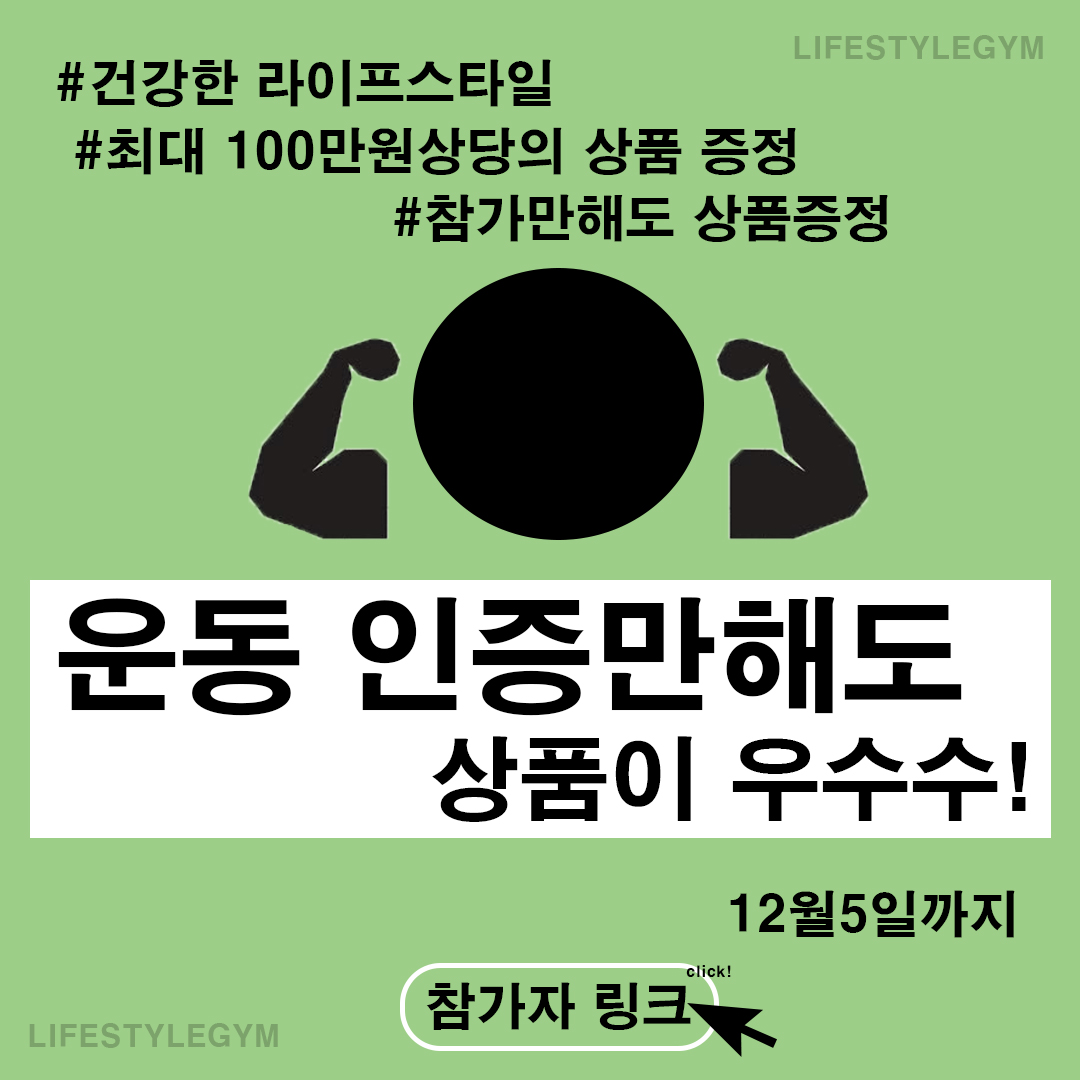 LIFESTYLEGYM
#건강한 라이프스타일
#최대 100만원상당의 상품 증정
#참가만해도 상품증정
운동 인증만해도
상품이 우수수!
12월5일까지
click!
참가자 링크
LIFESTYLEGYM